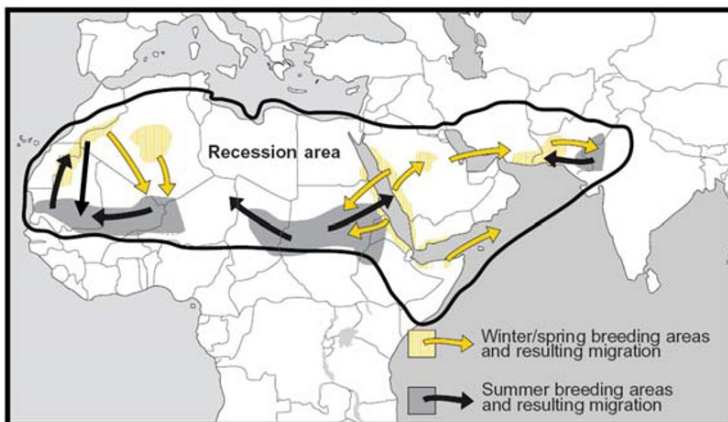 Recession area
Winter/spring breeding areas
and resulting migration
Summer breeding areas
and resulting migration